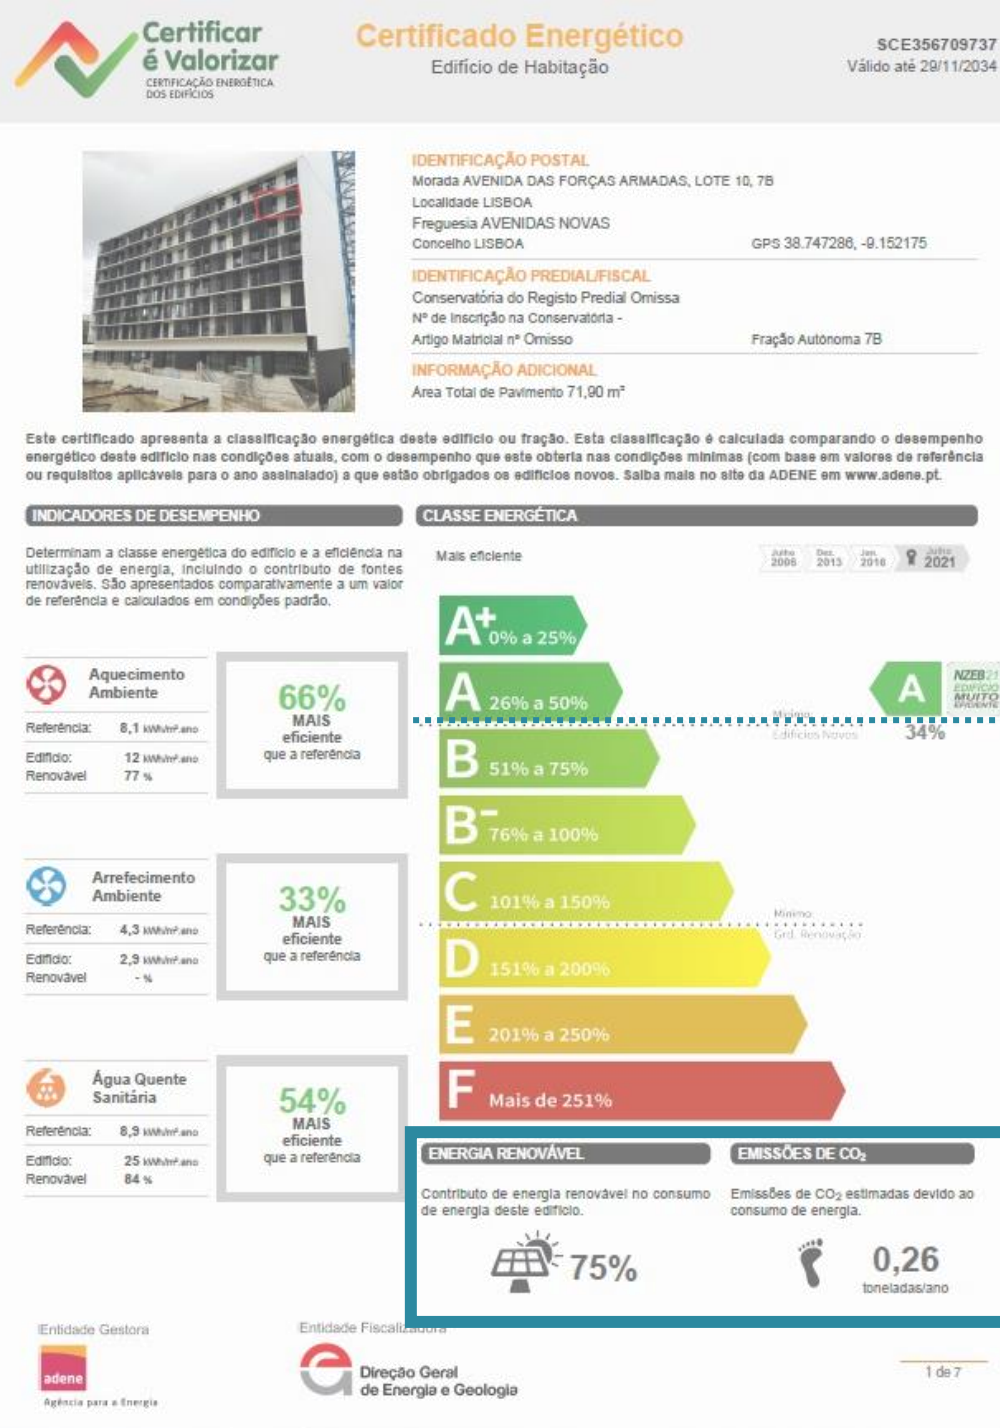 Certificar
é Valorizar
CERTIFICAÇÃO ENERGÉTICA
DOS EDIFÍCIOS
Certificado Energético
Edifício de Habitação
SCE356709737
Válido até 29/11/2034
IDENTIFICAÇÃO POSTAL
Morada AVENIDA DAS FORÇAS ARMADAS, LOTE 10, 7B
Localidade LISBOA
Freguesia AVENIDAS NOVAS
Concelho LISBOA
GPS 38.747286, -9.152175
IDENTIFICAÇÃO PREDIAL/FISCAL
Conservatória do Registo Predial Omissa
Nº de Inscrição na Conservatória -
Artigo Matricial nº Omisso
Fração Autónoma 7B
INFORMAÇÃO ADICIONAL
Área Total de Pavimento 71,90 m²
Este certificado apresenta a classificação energética deste edifício ou fração. Esta classificação é calculada comparando o desempenho
energético deste edifício nas condições atuais, com o desempenho que este obteria nas condições mínimas (com base em valores de referência
ou requisitos aplicáveis para o ano assinalado) a que estão obrigados os edifícios novos. Saiba mais no site da ADENE em www.adene.pt.
INDICADORES DE DESEMPENHO
Determinam a classe energética do edifício e a eficiência na
utilização de energia, incluindo o contributo de fontes
renováveis. São apresentados comparativamente a um valor
de referência e calculados em condições padrão.
Aquecimento
Ambiente
Referência: 8,1 kWh/m².ano
Edifício: 12 kWh/m².ano
Renovável 77 %
66%
MAIS
eficiente
que a referência
Arrefecimento
Ambiente
Referência: 4,3 kWh/m².ano
Edifício: 2,9 kWh/m².ano
Renovável - %
33%
MAIS
eficiente
que a referência
Água Quente
Sanitária
Referência: 8,9 kWh/m².ano
Edifício: 25 kWh/m².ano
Renovável 84 %
54%
MAIS
eficiente
que a referência
CLASSE ENERGÉTICA
Mais eficiente
Julho 2006
Dez. 2013
Jan. 2016
Julho 2021
A+ 0% a 25%
A 26% a 50%
B 51% a 75%
B- 76% a 100%
C 101% a 150%
D 151% a 200%
E 201% a 250%
F Mais de 251%
Mínimo:
Edifícios Novos
A
34%
NZEB 21
EDIFÍCIO
MUITO
EFICIENTE
Mínimo:
Grd. Renovação
ENERGIA RENOVÁVEL
Contributo de energia renovável no consumo
de energia deste edifício.
75%
EMISSÕES DE CO₂
Emissões de CO₂ estimadas devido ao
consumo de energia.
0,26
toneladas/ano
Entidade Gestora
adene
Agência para a Energia
Entidade Fiscalizadora
Direção Geral
de Energia e Geologia
1 de 7